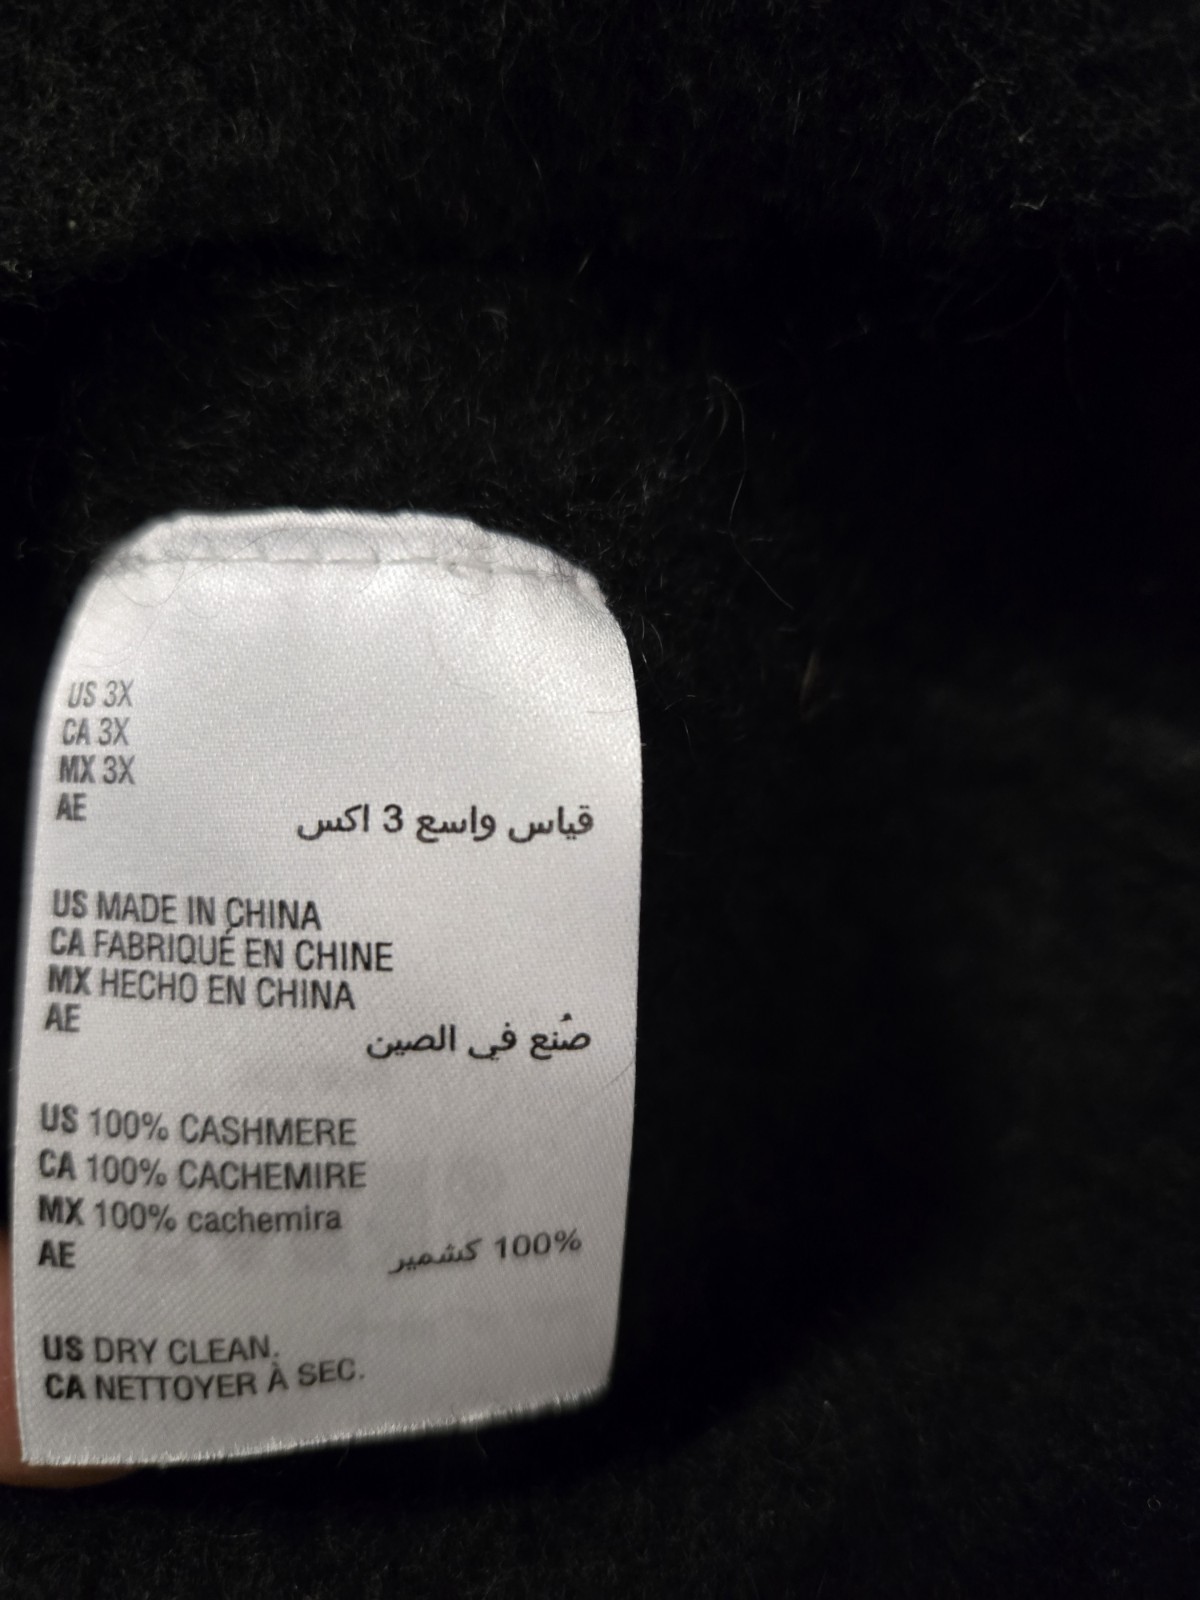 US 3X
CA 3X
MX 3X
AE
قياس واسع 3 اكس
US MADE IN CHINA
CA FABRIQUÉ EN CHINE
MX HECHO EN CHINA
AE
صُنع في الصين
US 100% CASHMERE
CA 100% CACHEMIRE
MX 100% cachemira
AE
100% كشمير
US DRY CLEAN.
CA NETTOYER À SEC.